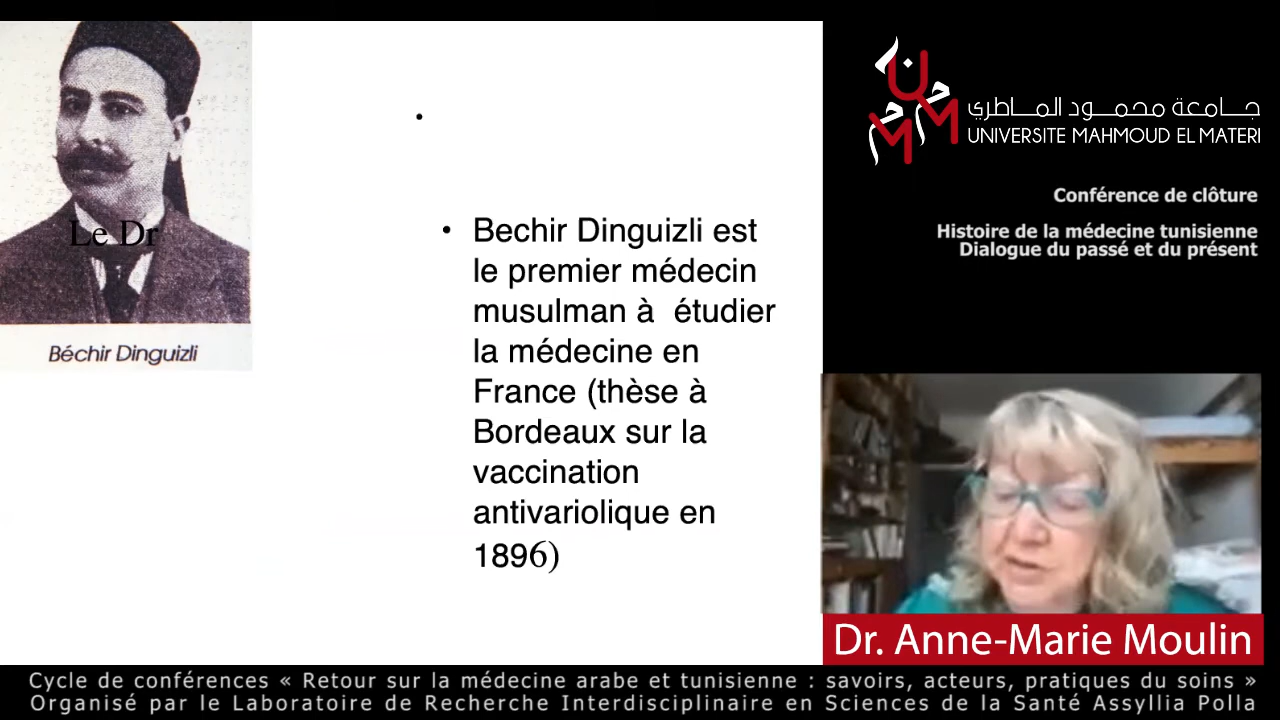 Le Dr
Béchir Dinguizli
•
• Bechir Dinguizli est
le premier médecin
musulman à  étudier
la médecine en
France (thèse à
Bordeaux sur la
vaccination
antivariolique en
1896)
جامعة محمود الماطري
UNIVERSITE MAHMOUD EL MATERI
Conférence de clôture
Histoire de la médecine tunisienne
Dialogue du passé et du présent
Dr. Anne-Marie Moulin
Cycle de conférences « Retour sur la médecine arabe et tunisienne : savoirs, acteurs, pratiques du soins »
Organisé par le Laboratoire de Recherche Interdisciplinaire en Sciences de la Santé Assyllia Polla